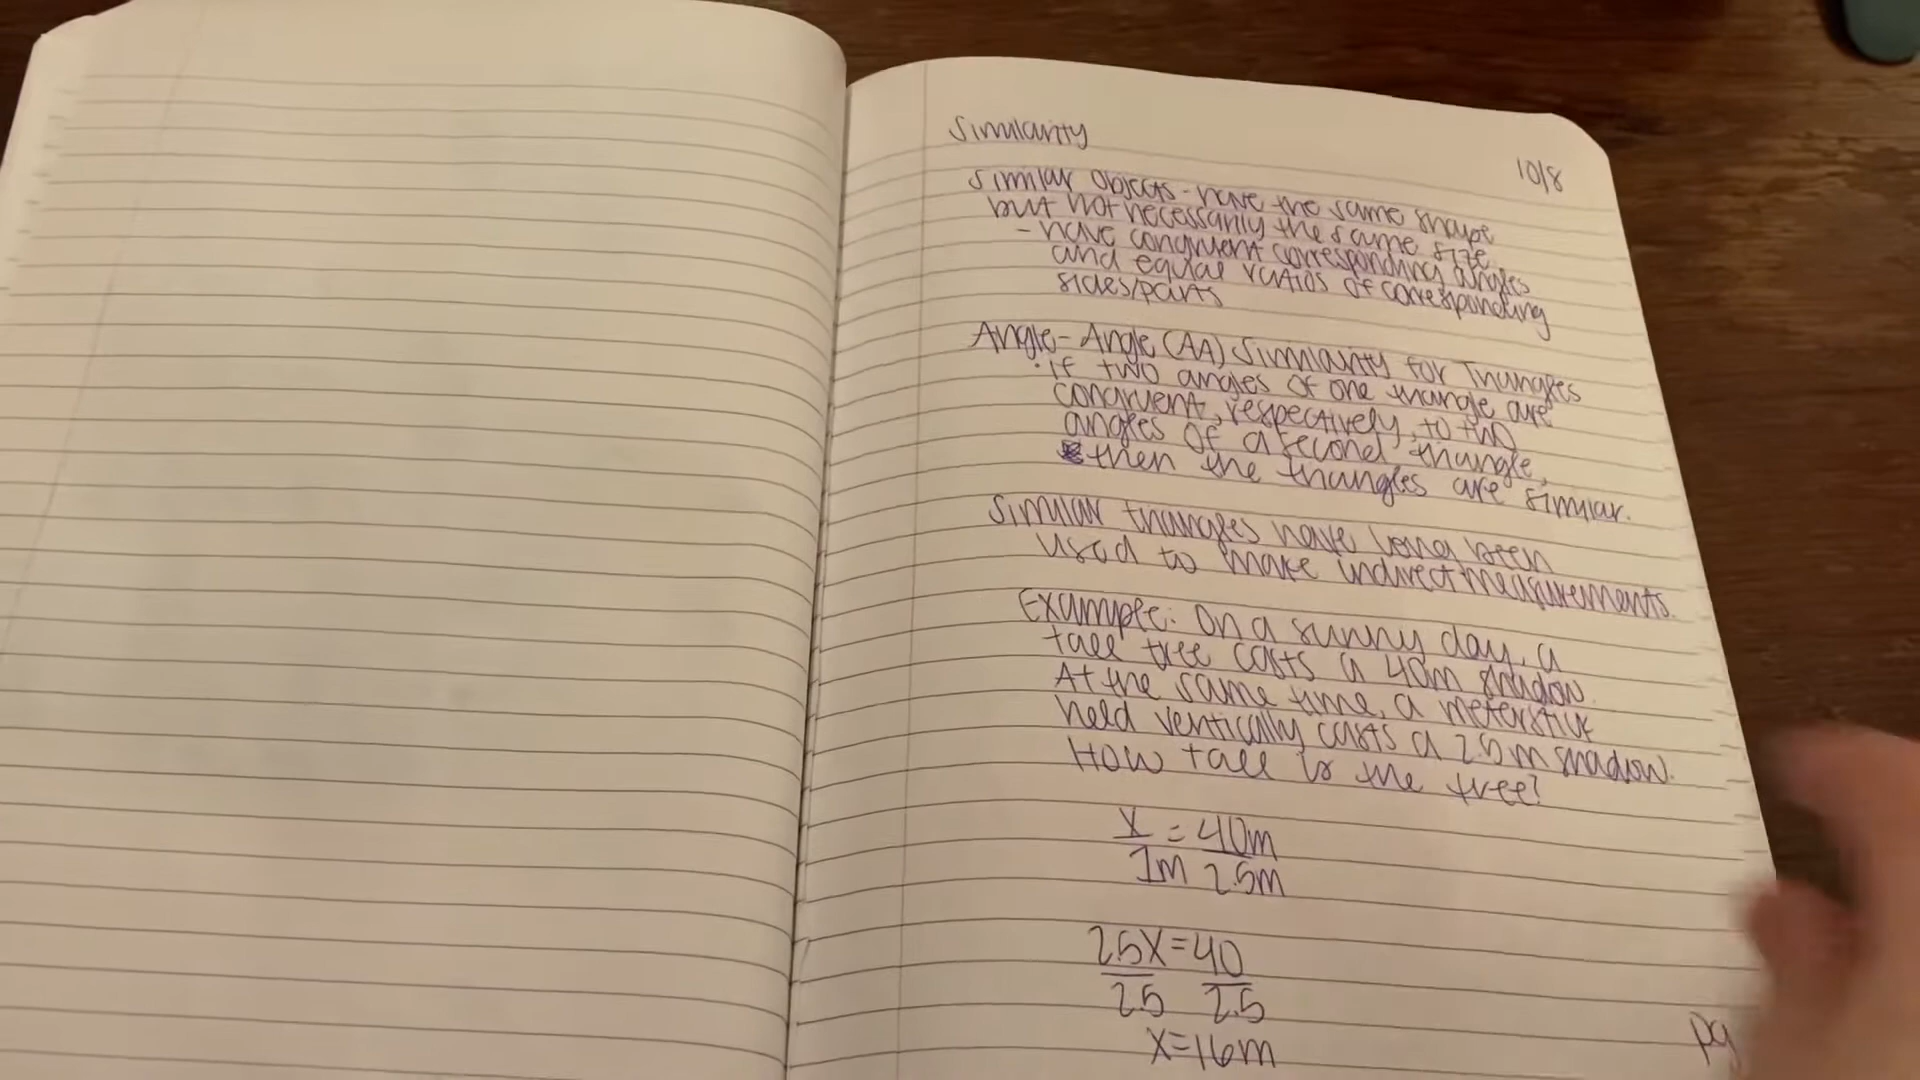 Similarity
10/8
Similar objects - have the same shape
but not necessarily the same size
- have congruent corresponding angles
and equal ratios of corresponding
sides/parts
Angle-Angle (AA) Similarity for Triangles
· if two angles of one triangle are
congruent, respectively, to two
angles of a second triangle,
then the triangles are similar.
Similar triangles have long been
used to make indirect measurements.
Example: On a sunny day, a
tall tree casts a 40m shadow.
At the same time, a meterstick
held vertically casts a 2.5m shadow.
How tall is the tree?
x = 40m
1m 2.5m
2.5x=40
2.5 2.5
x=16m
pg